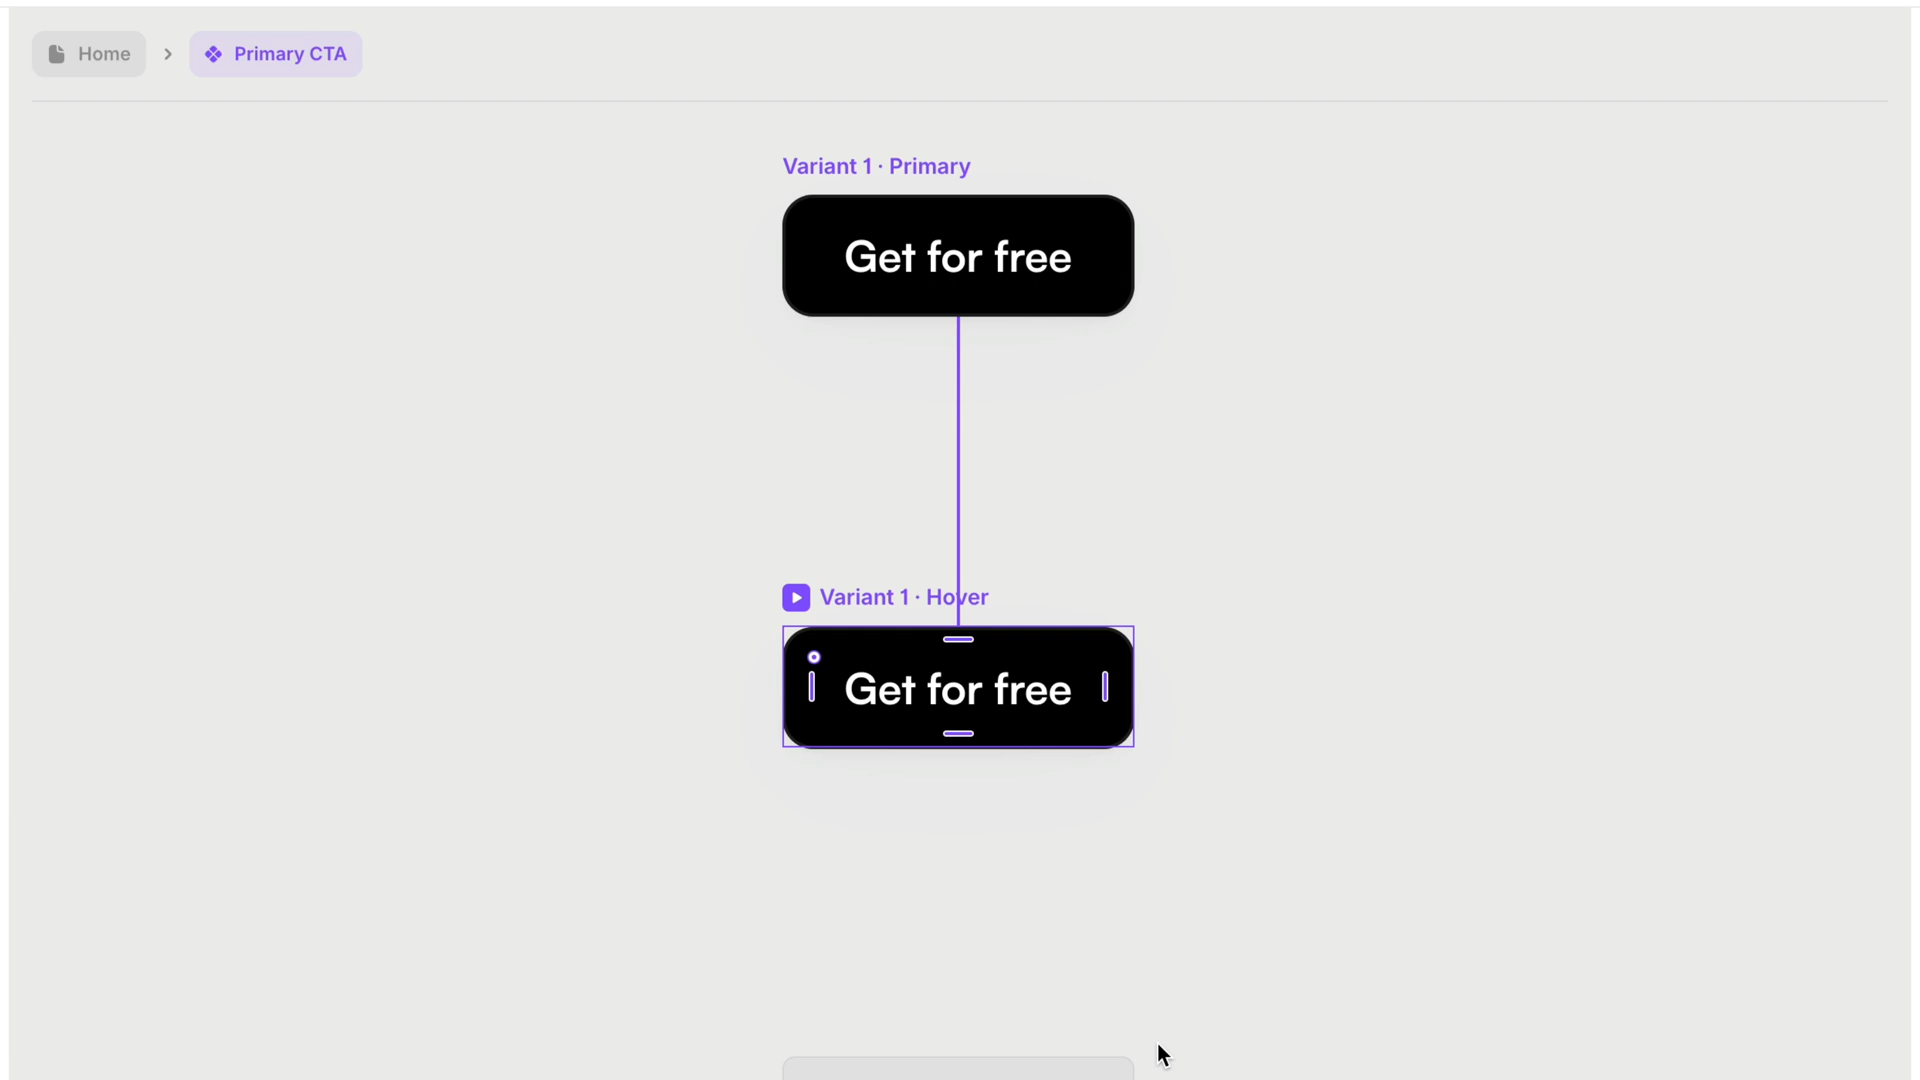 Home
Primary CTA
Variant 1 · Primary
Get for free
Variant 1 · Hover
Get for free